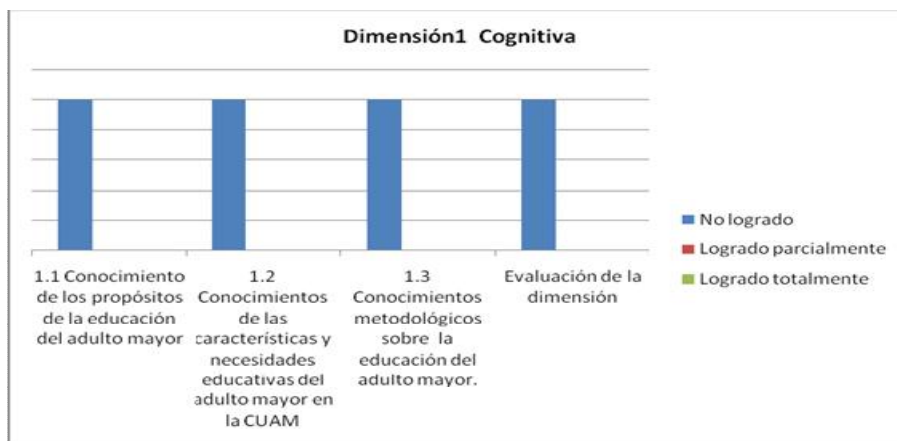 Dimensión1 Cognitiva
1.1 Conocimiento
de los propósitos
de la educación
del adulto mayor
1.2
Conocimientos
de las
características y
necesidades
educativas del
adulto mayor en
la CUAM
1.3
Conocimientos
metodológicos
sobre la
educación del
adulto mayor.
Evaluación de la
dimensión
No logrado
Logrado parcialmente
Logrado totalmente